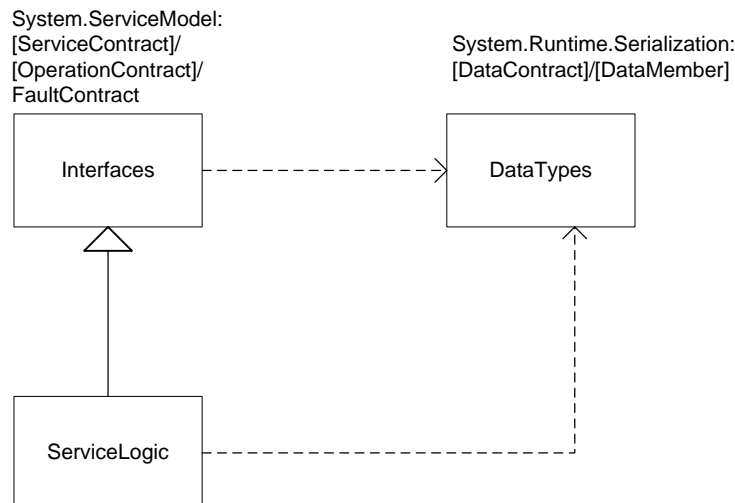 System.ServiceModel:
[ServiceContract]/
[OperationContract]/
FaultContract
System.Runtime.Serialization:
[DataContract]/[DataMember]
Interfaces
DataTypes
ServiceLogic